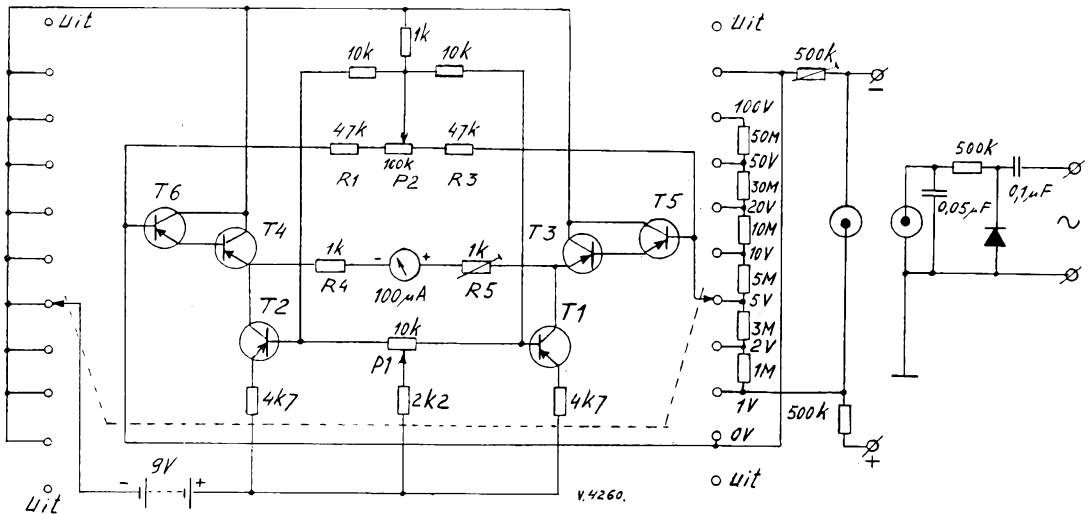 uit
1k
10k
10k
uit
500k
−
100V
50M
50V
30M
20V
10M
10V
5M
5V
3M
2V
1M
1V
500k
0V
+
uit
47k
100k
47k
R1
P2
R3
T6
T4
T3
T5
1k
R4
- +
100µA
1k
R5
T2
T1
10k
P1
4k7
2k2
4k7
9V
- +
uit
V.4260.
500k
0,1µF
0,05µF
~